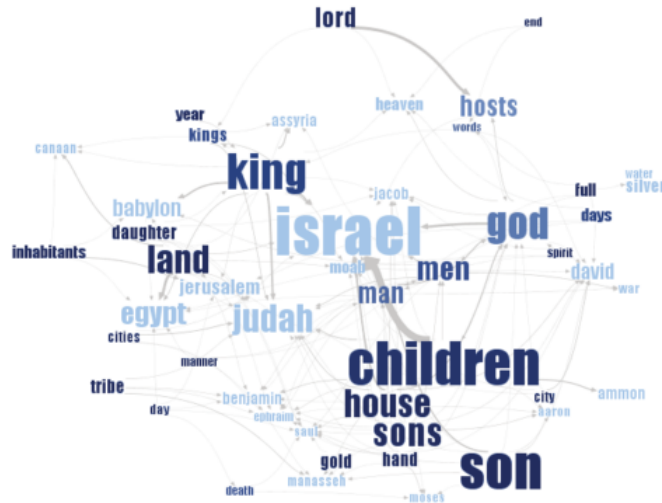 lord
end
heaven
hosts
year
assyria
kings
words
canaan
king
jacob
water
full
silver
babylon
israel
god
days
daughter
inhabitants
land
spirit
men
moab
david
jerusalem
man
war
egypt
judah
cities
manner
children
tribe
benjamin
house
city
ammon
day
ephraim
aaron
saul
sons
gold
hand
son
manasseh
death
moses